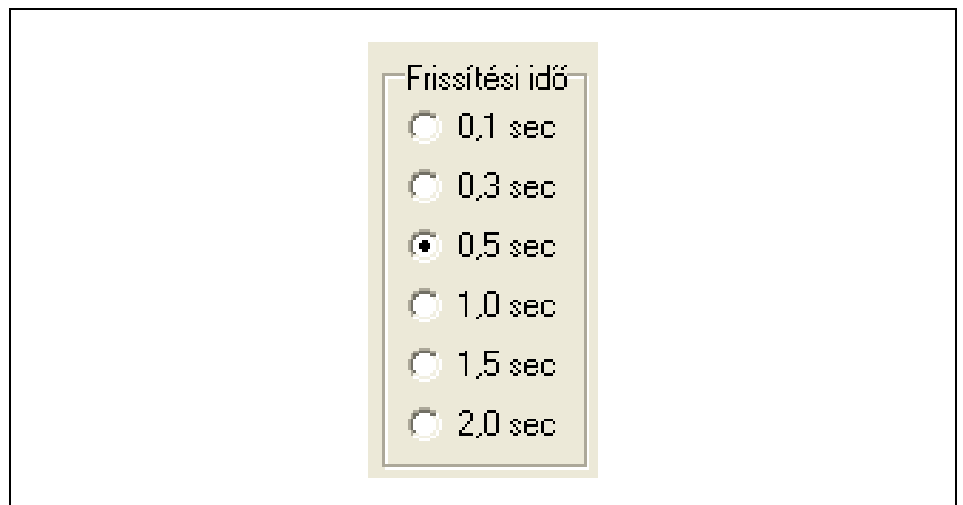 Frissítési idő
0,1 sec
0,3 sec
0,5 sec
1,0 sec
1,5 sec
2,0 sec